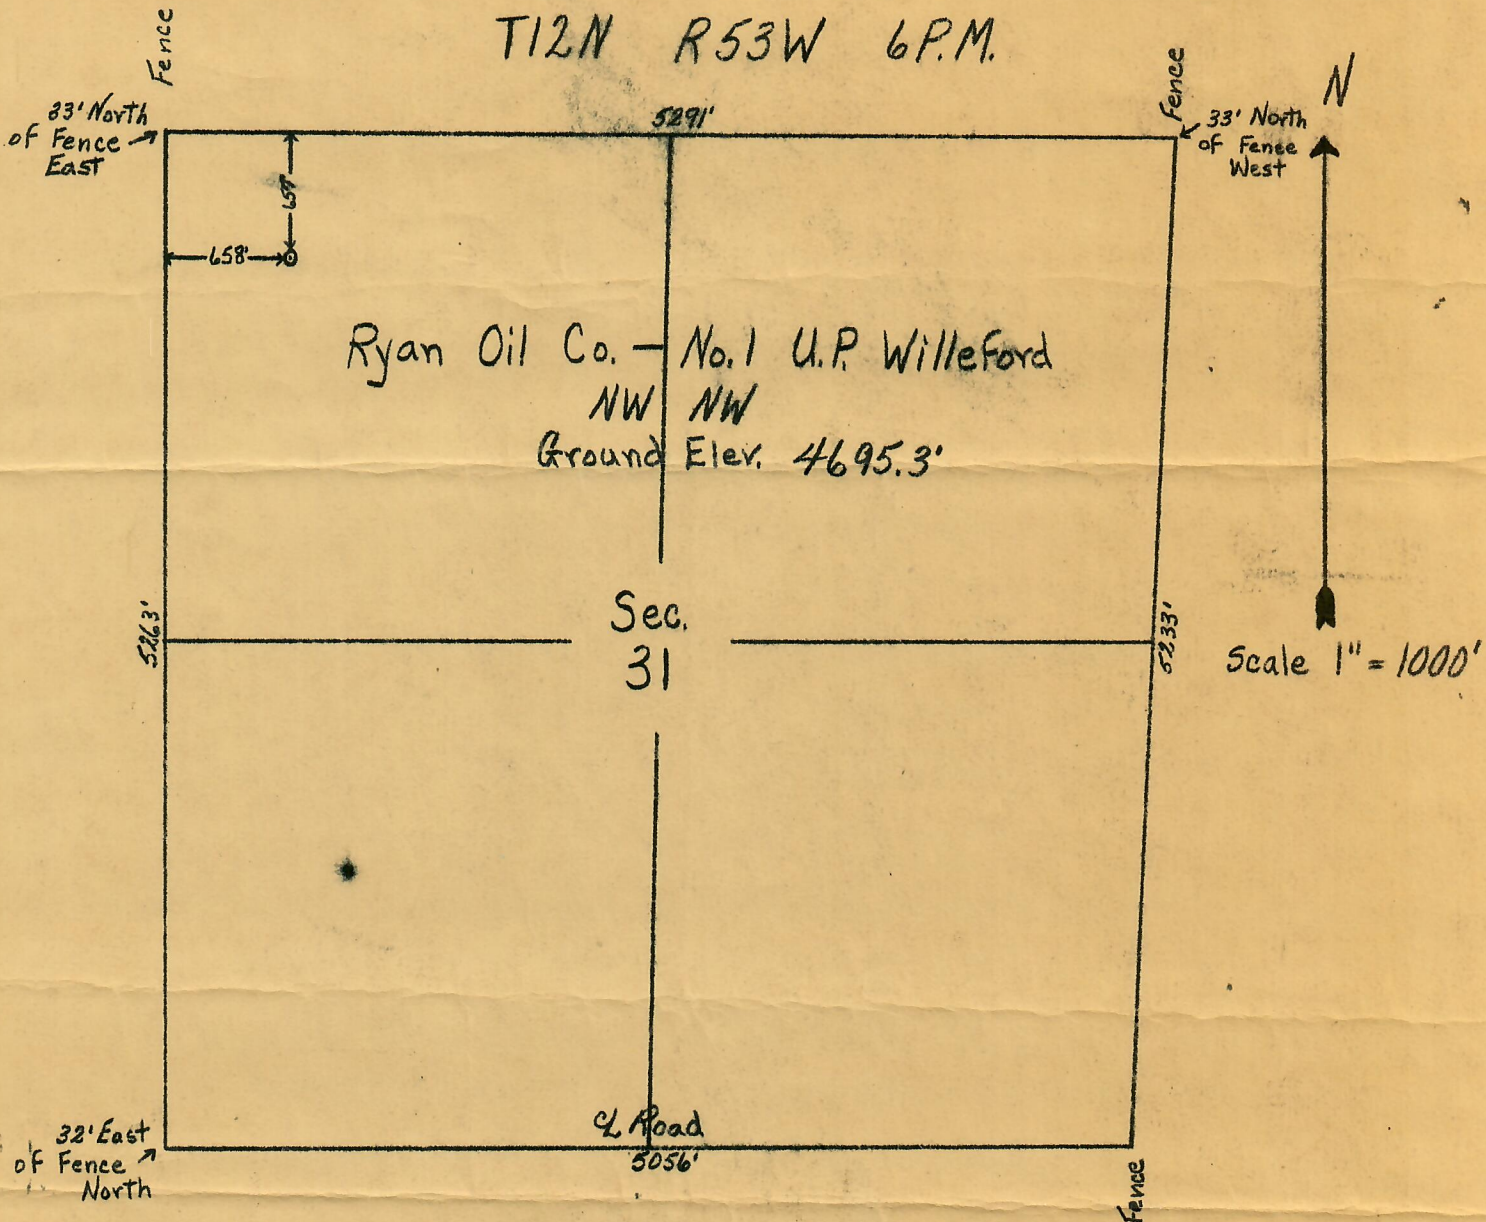 T12N R53W 6P.M.
Fence
Fence
N
33' North
of Fence
East
5291'
33' North
of Fence
West
658'
Ryan Oil Co. – No.1 U.P. Willeford
NW NW
Ground Elev. 4695.3'
5263'
Sec.
31
5233'
Scale 1" = 1000'
32' East
of Fence
North
℄ Road
5056'
Fence